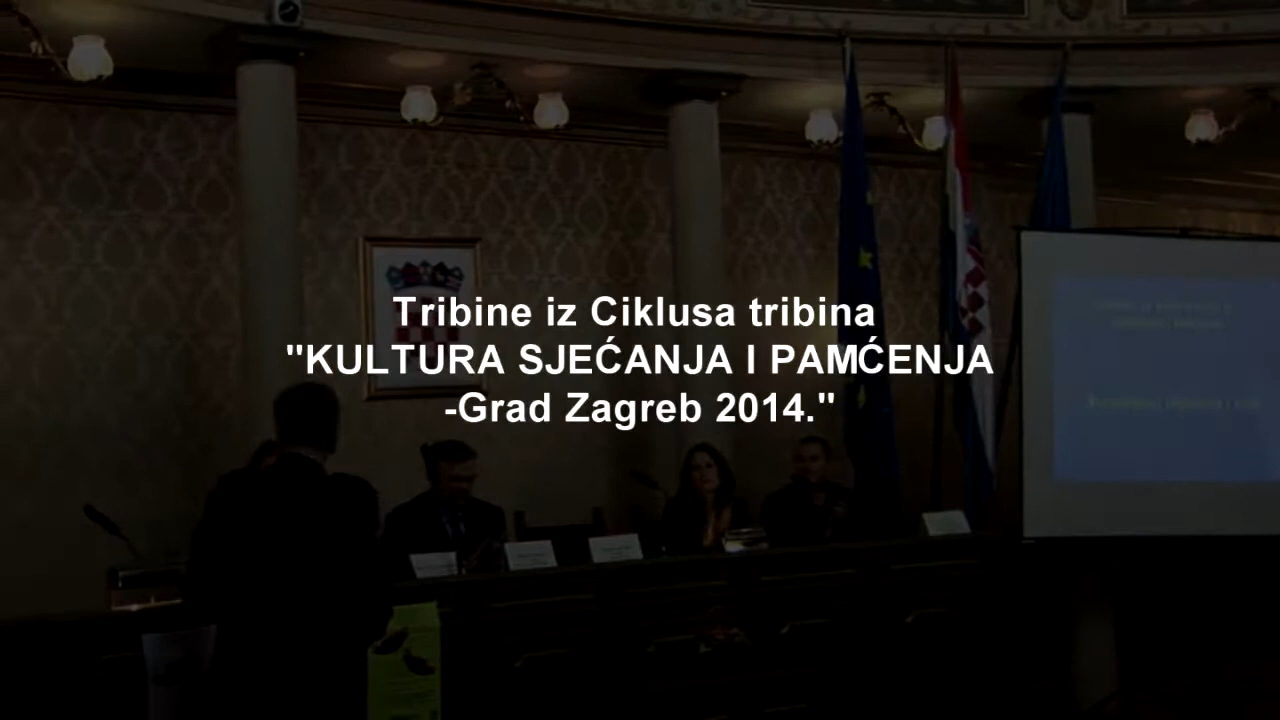 Tribine iz Ciklusa tribina
"KULTURA SJEĆANJA I PAMĆENJA
-Grad Zagreb 2014."